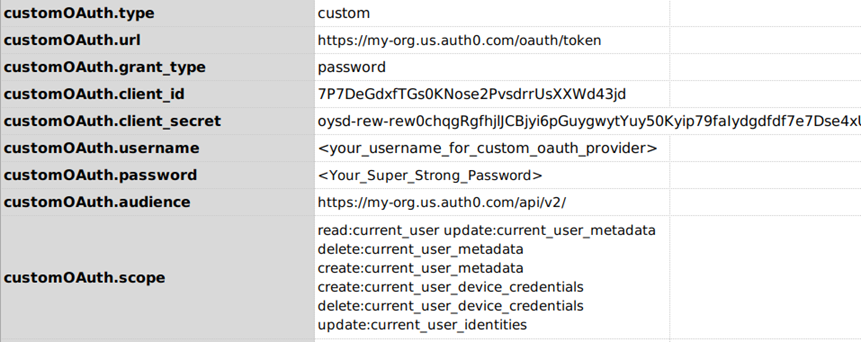 customOAuth.type custom
customOAuth.url https://my-org.us.auth0.com/oauth/token
customOAuth.grant_type password
customOAuth.client_id 7P7DeGdxfTGs0KNose2PvsdrrUsXXWd43jd
customOAuth.client_secret oysd-rew-rew0chqgRgfhjlJCBjyi6pGuygwytYuy50Kyip79faIydgdfdf7e7Dse4xU
customOAuth.username <your_username_for_custom_oauth_provider>
customOAuth.password <Your_Super_Strong_Password>
customOAuth.audience https://my-org.us.auth0.com/api/v2/
customOAuth.scope read:current_user update:current_user_metadata
delete:current_user_metadata
create:current_user_metadata
create:current_user_device_credentials
delete:current_user_device_credentials
update:current_user_identities